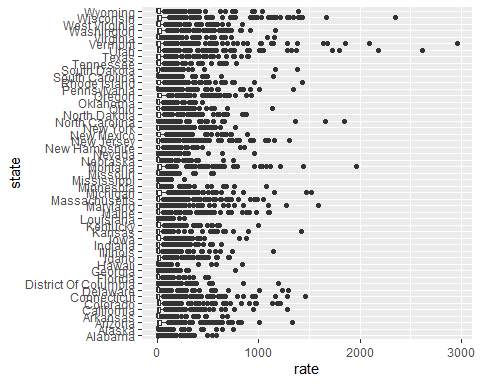 Wyoming
Wisconsin
West Virginia
Washington
Virginia
Vermont
Utah
Texas
Tennessee
South Dakota
South Carolina
Rhode Island
Pennsylvania
Oregon
Oklahoma
Ohio
North Dakota
North Carolina
New York
New Mexico
New Jersey
New Hampshire
Nevada
Nebraska
Montana
Missouri
Mississippi
Minnesota
Michigan
Massachusetts
Maryland
Maine
Louisiana
Kentucky
Kansas
Iowa
Indiana
Illinois
Idaho
Hawaii
Georgia
Florida
District Of Columbia
Delaware
Connecticut
Colorado
California
Arkansas
Arizona
Alaska
Alabama
state
0 1000 2000 3000
rate